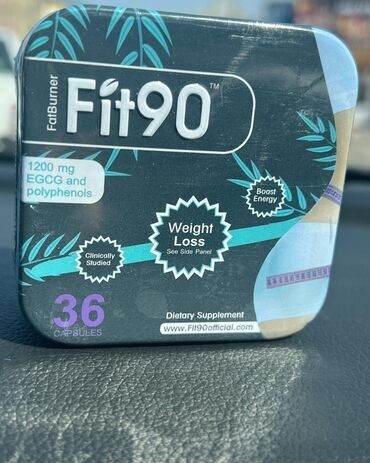 FatBurner
Fit90™
1200 mg
EGCG and
polyphenols
Boost
Energy
Weight
Loss
See Side Panel
Clinically
Studied
36
CAPSULES
Dietary Supplement
www.Fit90official.com